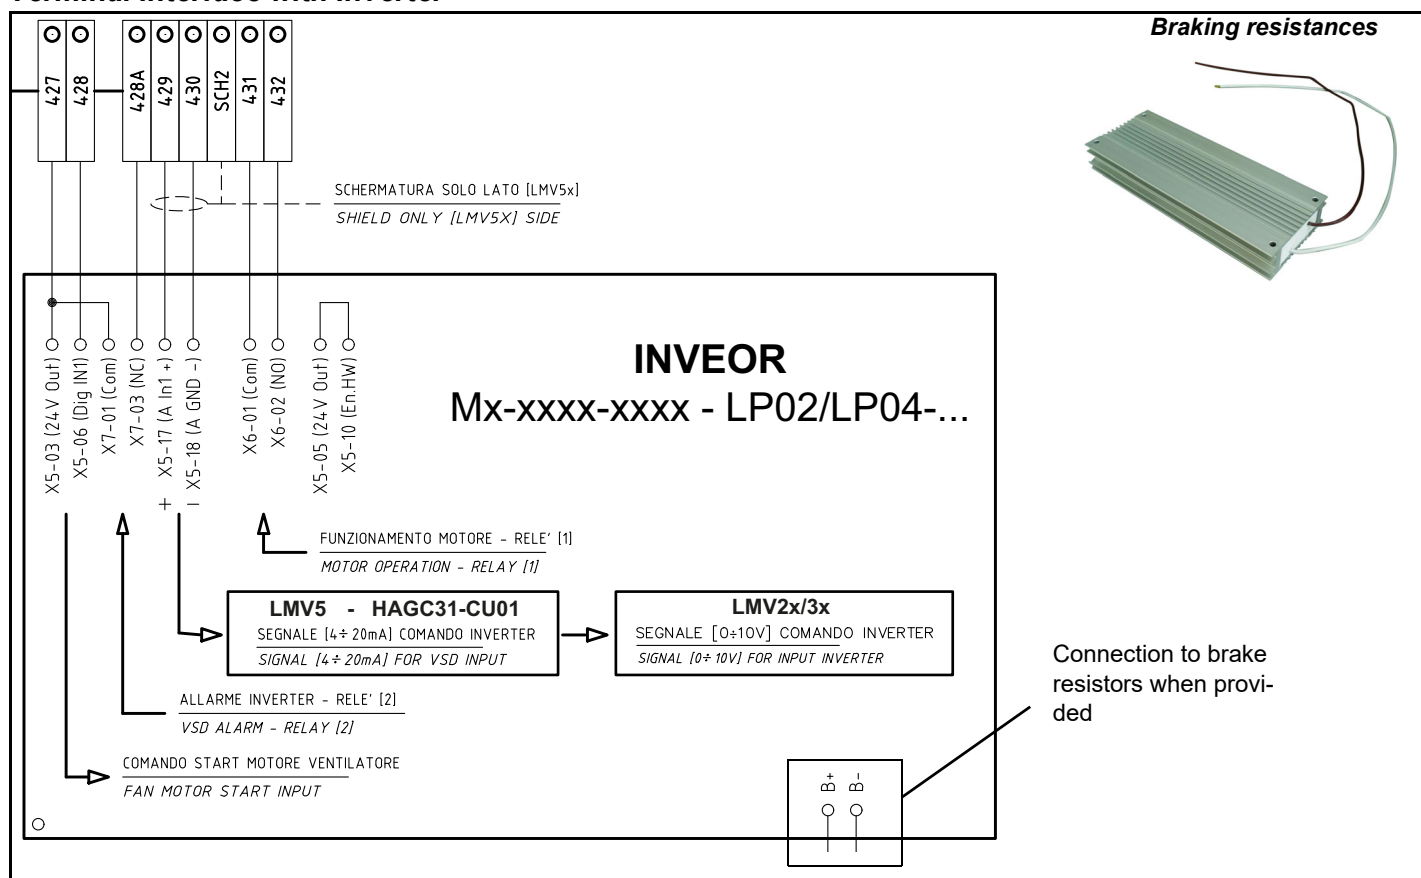 Terminal interface with inverter
Braking resistances
427
428
428A
429
430
SCH2
431
432
SCHERMATURA SOLO LATO [LMV5x]
SHIELD ONLY [LMV5X] SIDE
X5-03 (24V Out)
X5-06 (Dig IN1)
X7-01 (Com)
X7-03 (NC)
+ X5-17 (A In1 +)
- X5-18 (A GND -)
X6-01 (Com)
X6-02 (NO)
X5-05 (24V Out)
X5-10 (En.HW)
INVEOR
Mx-xxxx-xxxx - LP02/LP04-...
FUNZIONAMENTO MOTORE - RELE' [1]
MOTOR OPERATION - RELAY [1]
LMV5 - HAGC31-CU01
SEGNALE [4÷20mA] COMANDO INVERTER
SIGNAL [4÷20mA] FOR VSD INPUT
LMV2x/3x
SEGNALE [0÷10V] COMANDO INVERTER
SIGNAL [0÷10V] FOR INPUT INVERTER
Connection to brake
resistors when provi-
ded
ALLARME INVERTER - RELE' [2]
VSD ALARM - RELAY [2]
COMANDO START MOTORE VENTILATORE
FAN MOTOR START INPUT
B+
B-